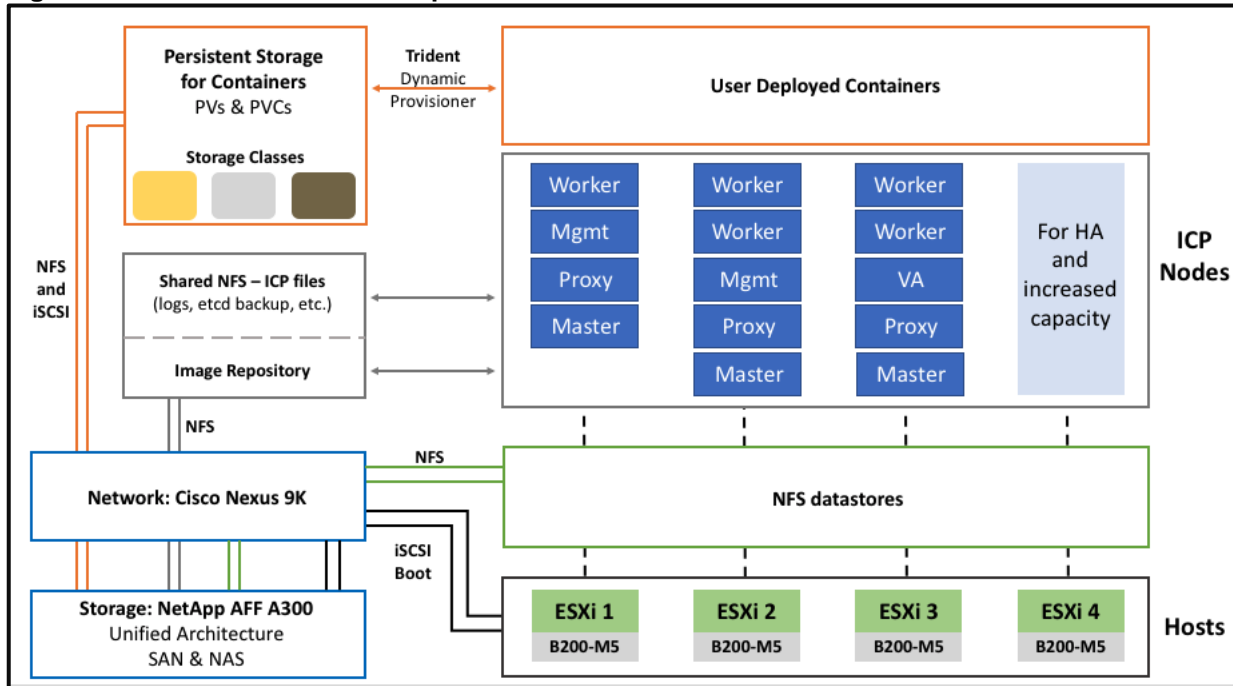 Persistent Storage
for Containers
PVs & PVCs
Storage Classes
Trident
Dynamic
Provisioner
User Deployed Containers
NFS
and
iSCSI
Shared NFS – ICP files
(logs, etcd backup, etc.)
Image Repository
Worker
Mgmt
Proxy
Master
Worker
Worker
Mgmt
Proxy
Master
Worker
Worker
VA
Proxy
Master
For HA
and
increased
capacity
ICP
Nodes
NFS
Network: Cisco Nexus 9K
NFS
NFS datastores
iSCSI
Boot
Storage: NetApp AFF A300
Unified Architecture
SAN & NAS
ESXi 1
B200-M5
ESXi 2
B200-M5
ESXi 3
B200-M5
ESXi 4
B200-M5
Hosts